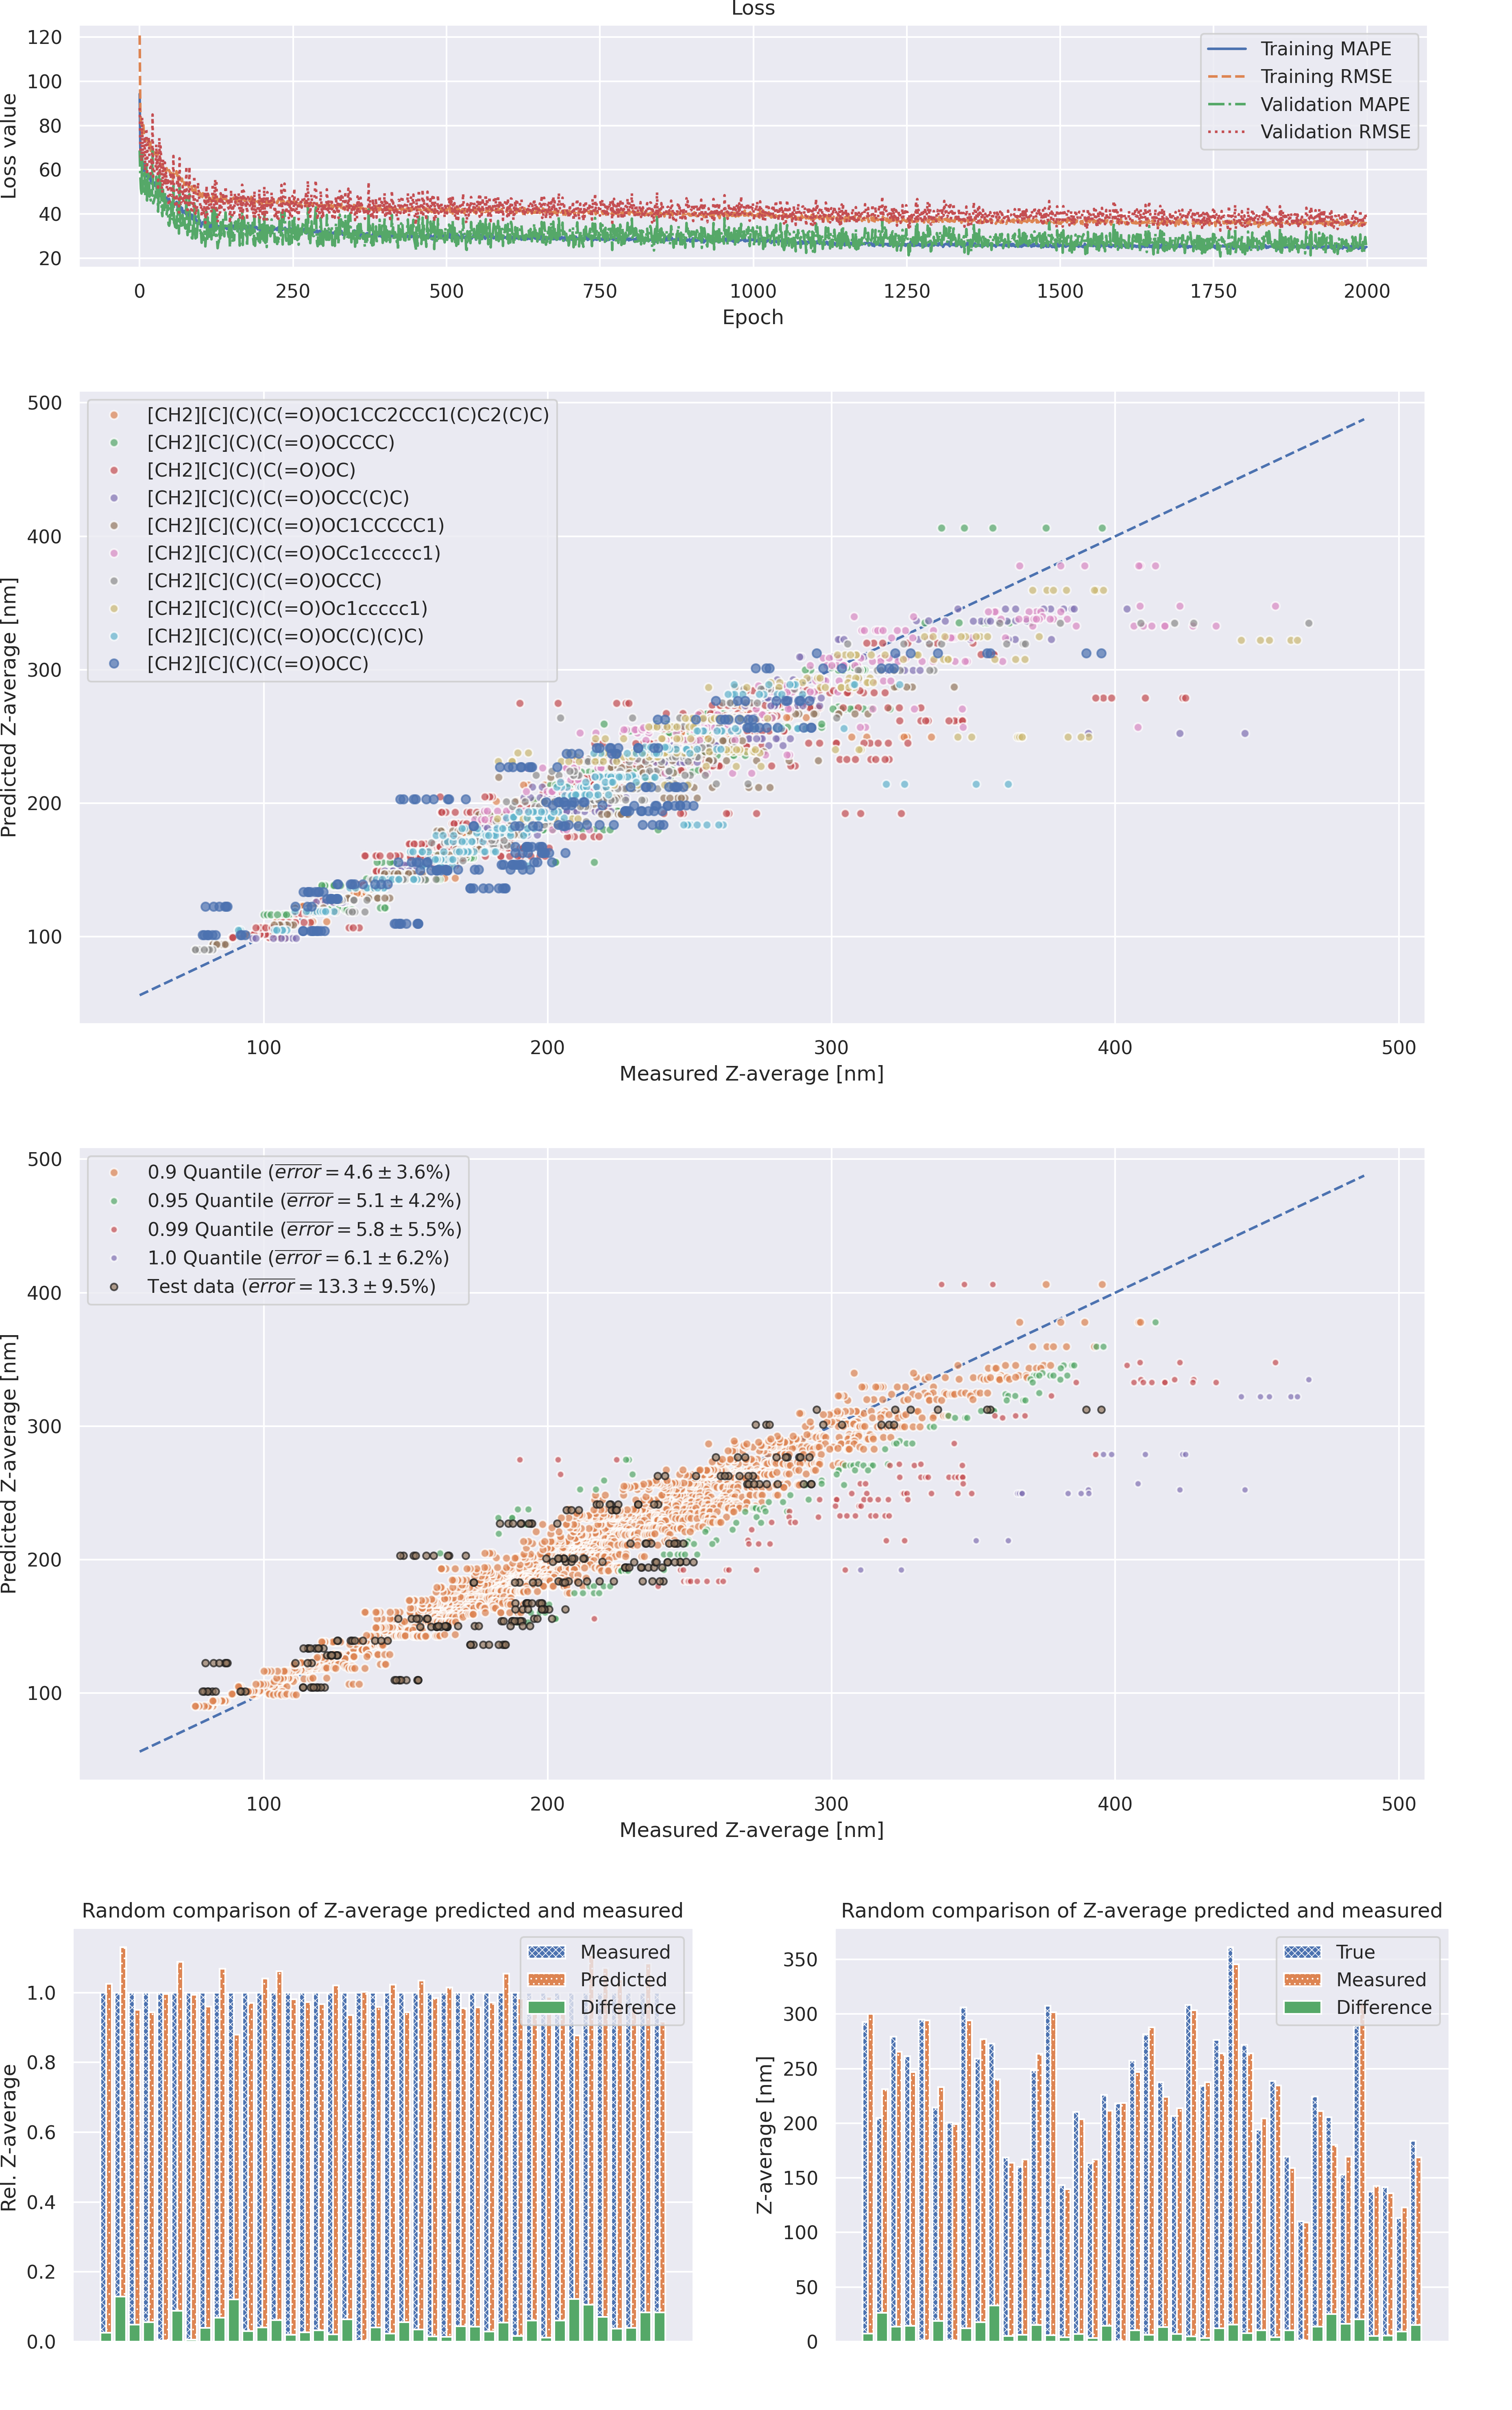 Loss
120
100
80
60
40
20
Loss value
Training MAPE
Training RMSE
Validation MAPE
Validation RMSE
0 250 500 750 1000 1250 1500 1750 2000
Epoch
500
400
300
200
100
Predicted Z-average [nm]
[CH2][C](C)(C(=O)OC1CC2CCC1(C)C2(C)C)
[CH2][C](C)(C(=O)OCCCC)
[CH2][C](C)(C(=O)OC)
[CH2][C](C)(C(=O)OCC(C)C)
[CH2][C](C)(C(=O)OC1CCCCC1)
[CH2][C](C)(C(=O)OCc1ccccc1)
[CH2][C](C)(C(=O)OCCC)
[CH2][C](C)(C(=O)Oc1ccccc1)
[CH2][C](C)(C(=O)OC(C)(C)C)
[CH2][C](C)(C(=O)OCC)
100 200 300 400 500
Measured Z-average [nm]
500
400
300
200
100
Predicted Z-average [nm]
0.9 Quantile (error = 4.6 ± 3.6%)
0.95 Quantile (error = 5.1 ± 4.2%)
0.99 Quantile (error = 5.8 ± 5.5%)
1.0 Quantile (error = 6.1 ± 6.2%)
Test data (error = 13.3 ± 9.5%)
100 200 300 400 500
Measured Z-average [nm]
Random comparison of Z-average predicted and measured
1.0
0.8
0.6
0.4
0.2
0.0
Rel. Z-average
Measured
Predicted
Difference
Random comparison of Z-average predicted and measured
350
300
250
200
150
100
50
0
Z-average [nm]
True
Measured
Difference